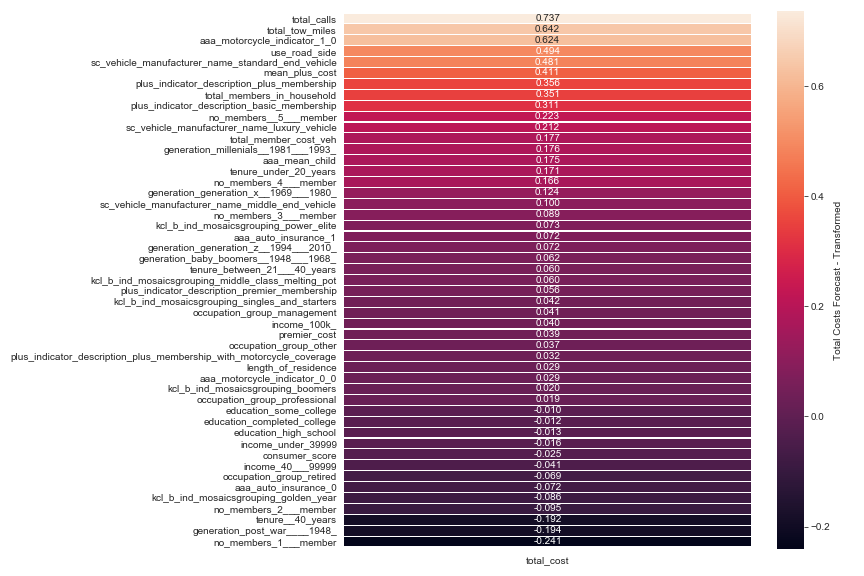 total_calls 0.737
total_tow_miles 0.642
aaa_motorcycle_indicator_1_0 0.624
use_road_side 0.494
sc_vehicle_manufacturer_name_standard_end_vehicle 0.481
mean_plus_cost 0.411
plus_indicator_description_plus_membership 0.356
total_members_in_household 0.351
plus_indicator_description_basic_membership 0.311
no_members__5___member 0.223
sc_vehicle_manufacturer_name_luxury_vehicle 0.212
total_member_cost_veh 0.177
generation_millenials__1981___1993_ 0.176
aaa_mean_child 0.175
tenure_under_20_years 0.171
no_members_4___member 0.166
generation_generation_x__1969___1980_ 0.124
sc_vehicle_manufacturer_name_middle_end_vehicle 0.100
no_members_3___member 0.089
kcl_b_ind_mosaicsgrouping_power_elite 0.073
aaa_auto_insurance_1 0.072
generation_generation_z__1994___2010_ 0.072
generation_baby_boomers__1948___1968_ 0.062
tenure_between_21___40_years 0.060
kcl_b_ind_mosaicsgrouping_middle_class_melting_pot 0.060
plus_indicator_description_premier_membership 0.056
kcl_b_ind_mosaicsgrouping_singles_and_starters 0.042
occupation_group_management 0.041
income_100k_ 0.040
premier_cost 0.039
occupation_group_other 0.037
plus_indicator_description_plus_membership_with_motorcycle_coverage 0.032
length_of_residence 0.029
aaa_motorcycle_indicator_0_0 0.029
kcl_b_ind_mosaicsgrouping_boomers 0.020
occupation_group_professional 0.019
education_some_college -0.010
education_completed_college -0.012
education_high_school -0.013
income_under_39999 -0.016
consumer_score -0.025
income_40___99999 -0.041
occupation_group_retired -0.069
aaa_auto_insurance_0 -0.072
kcl_b_ind_mosaicsgrouping_golden_year -0.086
no_members_2___member -0.095
tenure__40_years -0.192
generation_post_war____1948_ -0.194
no_members_1___member -0.241
total_cost
0.6
0.4
0.2
0.0
−0.2
Total Costs Forecast - Transformed